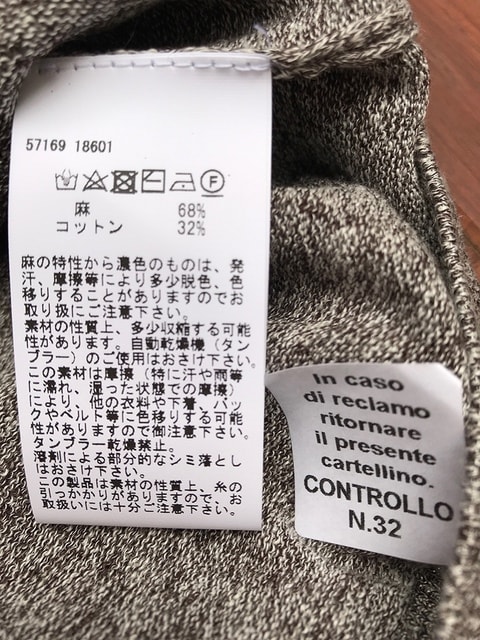 57169 18601
麻 68%
コットン 32%
麻の特性から濃色のものは、発
汗、摩擦等により多少脱色、色
移りすることがありますのでお
取り扱にご注意下さい。
素材の性質上、多少収縮する可能
性があります。自動乾燥機(タン
ブラー)のご使用はおさけ下さい。
この素材は摩擦(特に汗や雨等
に濡れ、湿った状態での摩擦)
により、他の衣料や下着、バッ
クやベルト等に色移りする可能
性がありますので御注意下さい。
タンブラー乾燥禁止。
溶剤による部分的なシミ落とし
はおさけ下さい。
この製品は素材の性質上、糸の
引っかかりがありますので、お
取扱いには十分ご注意下さい。
In caso
di reclamo
ritornare
il presente
cartellino.
CONTROLLO
N.32